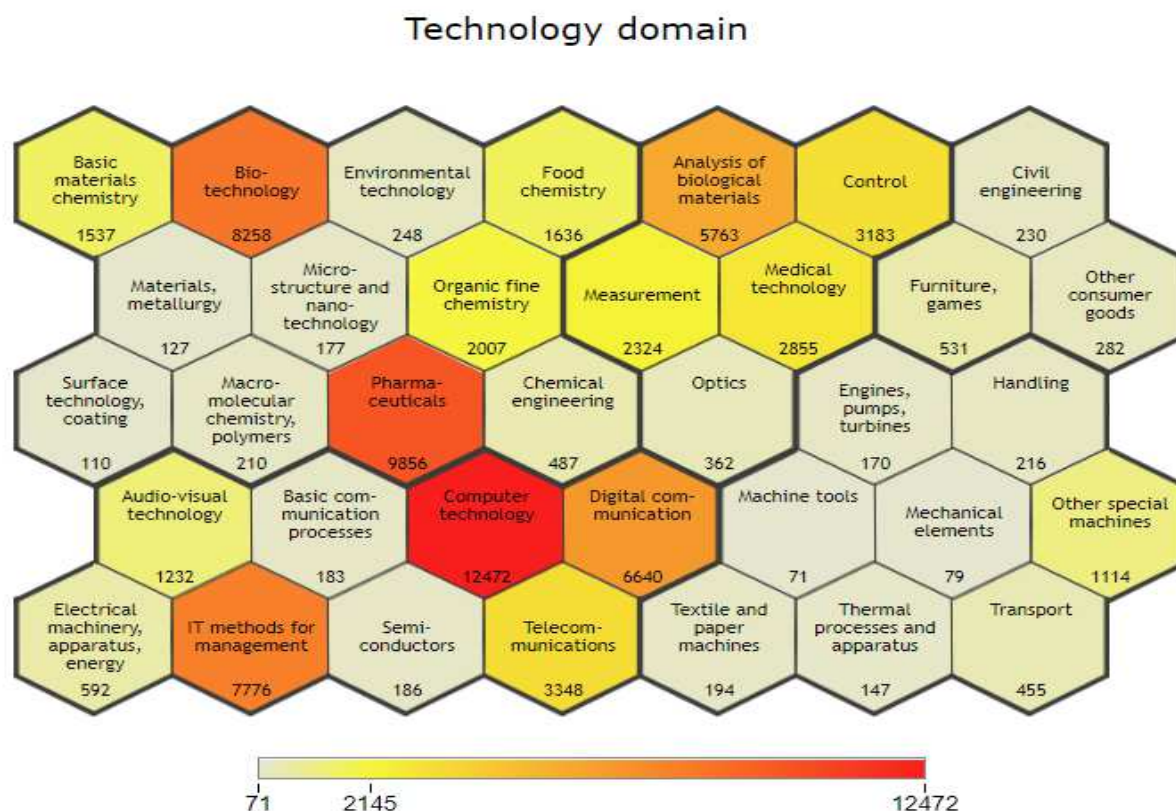 Technology domain
Basic
materials
chemistry
1537
Bio-
technology
8258
Environmental
technology
248
Food
chemistry
1636
Analysis of
biological
materials
5763
Control
3183
Civil
engineering
230
Materials,
metallurgy
127
Micro-
structure and
nano-
technology
177
Organic fine
chemistry
2007
Measurement
2324
Medical
technology
2855
Furniture,
games
531
Other
consumer
goods
282
Surface
technology,
coating
110
Macro-
molecular
chemistry,
polymers
210
Pharma-
ceuticals
9856
Chemical
engineering
487
Optics
362
Engines,
pumps,
turbines
170
Handling
216
Audio-visual
technology
1232
Basic com-
munication
processes
183
Computer
technology
12472
Digital com-
munication
6640
Machine tools
71
Mechanical
elements
79
Other special
machines
1114
Electrical
machinery,
apparatus,
energy
592
IT methods for
management
7776
Semi-
conductors
186
Telecom-
munications
3348
Textile and
paper
machines
194
Thermal
processes and
apparatus
147
Transport
455
71
2145
12472